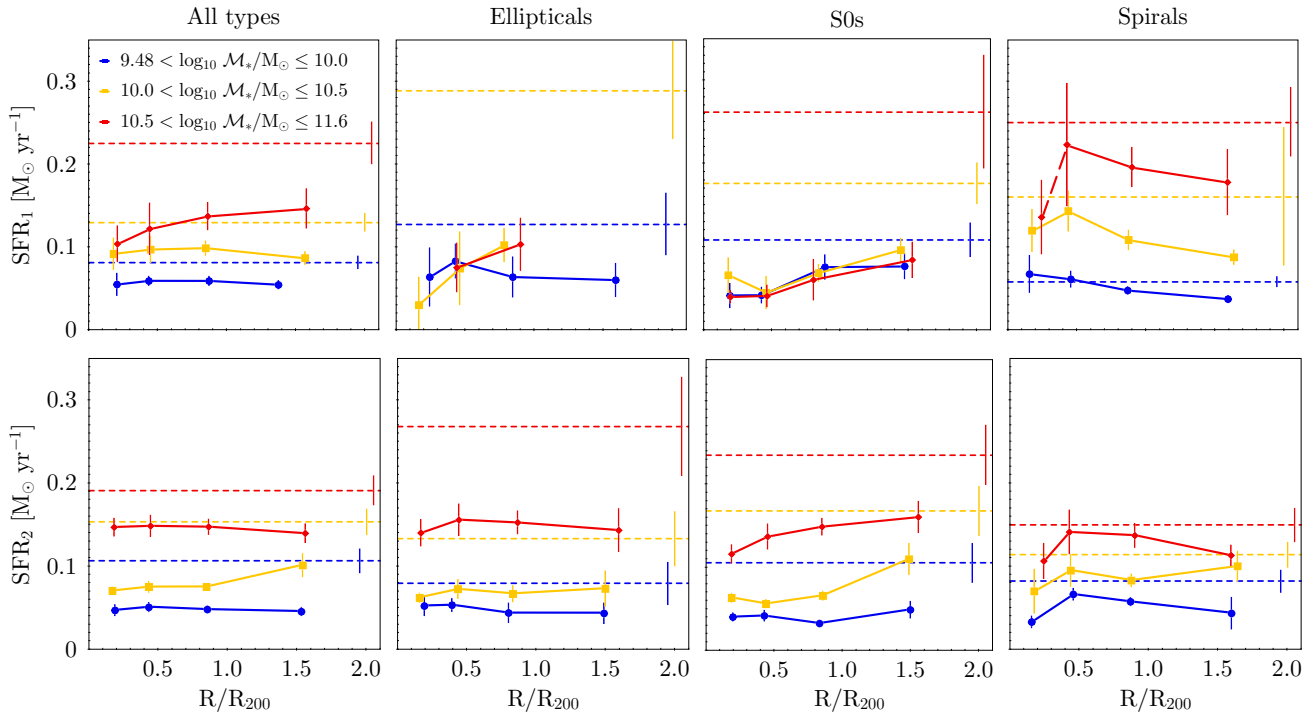 All types Ellipticals S0s Spirals
SFR₁ [M⊙ yr⁻¹]
0.3
0.2
0.1
0
9.48 < log₁₀ ℳ*/M⊙ ≤ 10.0
10.0 < log₁₀ ℳ*/M⊙ ≤ 10.5
10.5 < log₁₀ ℳ*/M⊙ ≤ 11.6
SFR₂ [M⊙ yr⁻¹]
0.3
0.2
0.1
0
0.5 1.0 1.5 2.0 0.5 1.0 1.5 2.0 0.5 1.0 1.5 2.0 0.5 1.0 1.5 2.0
R/R₂₀₀ R/R₂₀₀ R/R₂₀₀ R/R₂₀₀